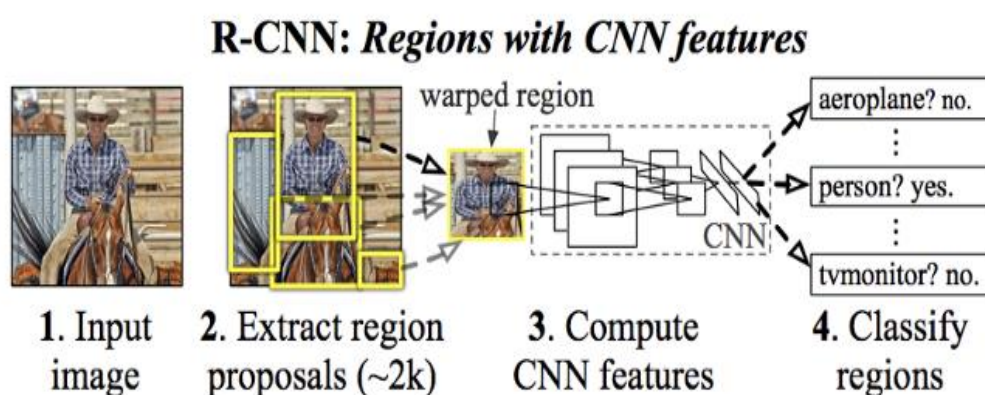 R-CNN: Regions with CNN features
warped region
aeroplane? no.
⋮
person? yes.
⋮
tvmonitor? no.
CNN
1. Input
image
2. Extract region
proposals (~2k)
3. Compute
CNN features
4. Classify
regions